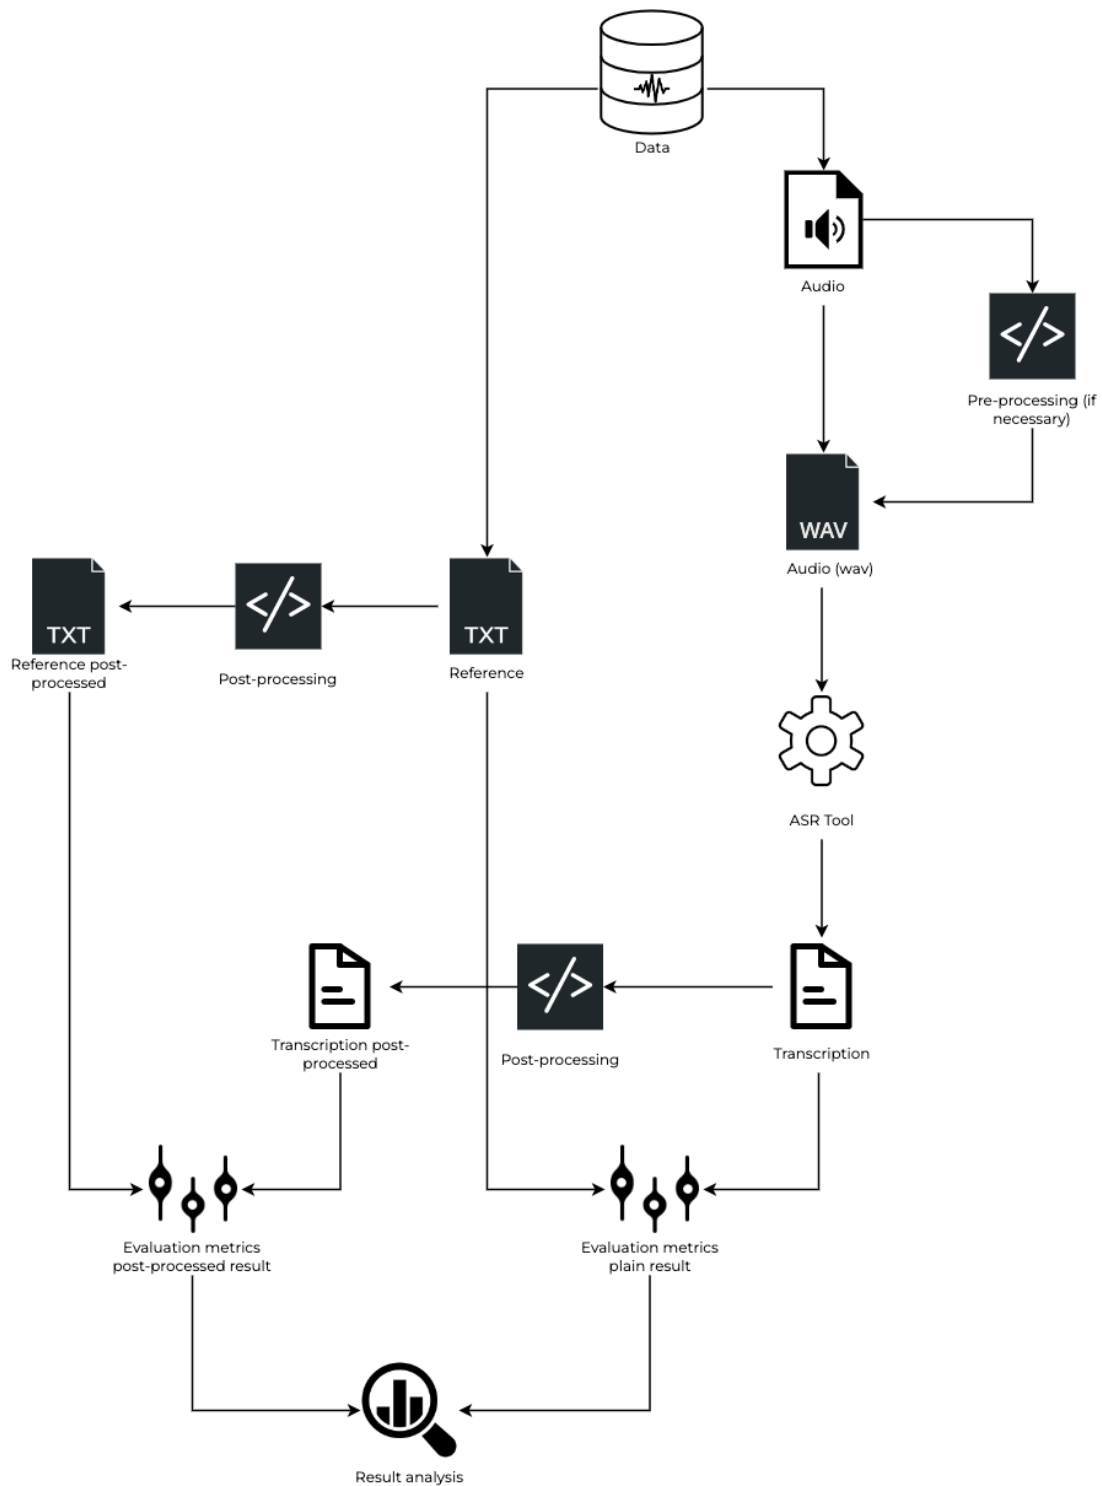 Data
Audio
Pre-processing (if
necessary)
WAV
Audio (wav)
TXT
Reference post-
processed
Post-processing
TXT
Reference
ASR Tool
Transcription post-
processed
Post-processing
Transcription
Evaluation metrics
post-processed result
Evaluation metrics
plain result
Result analysis